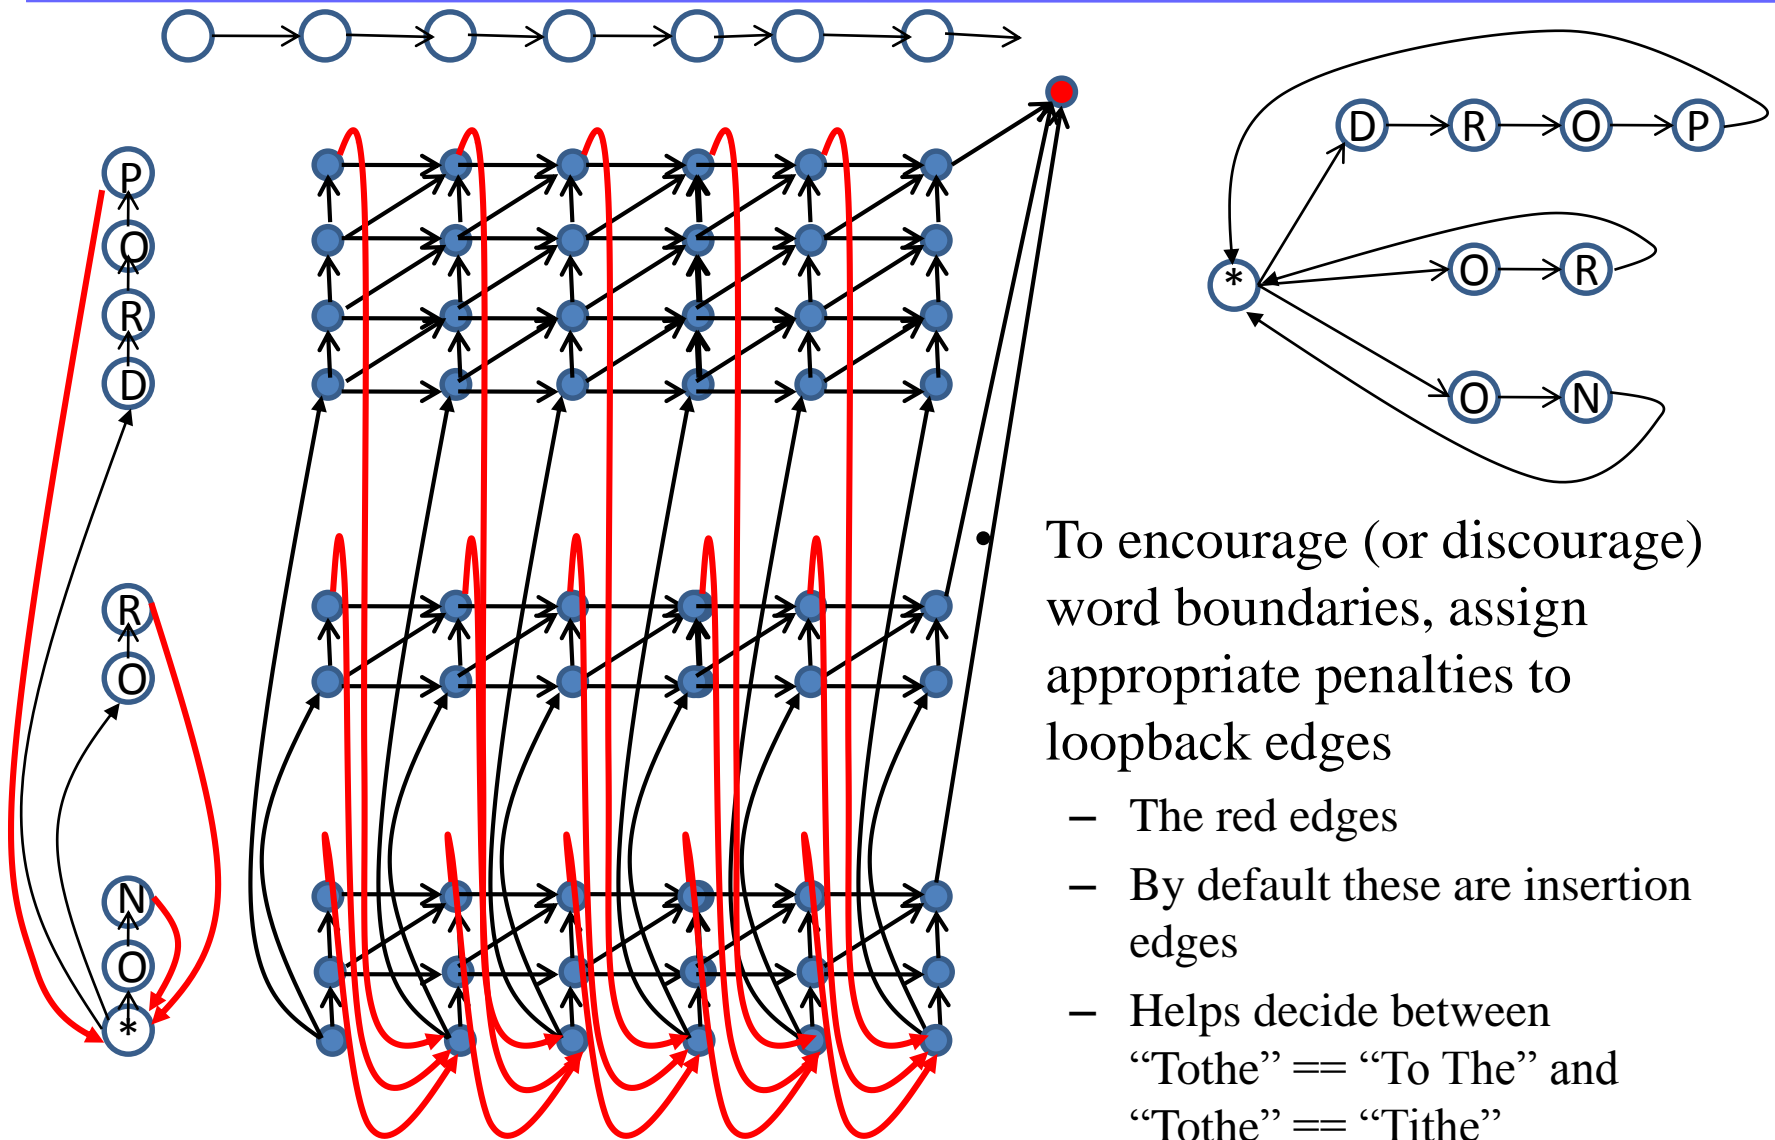 P
O
R
D
R
O
N
O
*
D R O P
* O R
O N
• To encourage (or discourage)
word boundaries, assign
appropriate penalties to
loopback edges
– The red edges
– By default these are insertion
edges
– Helps decide between
“Tothe” == “To The” and
“Tothe” == “Tithe”